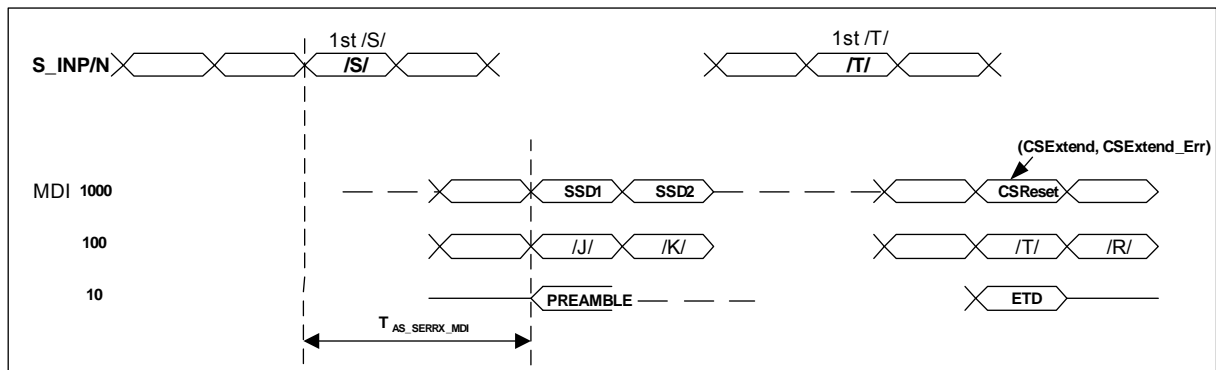 1st /S/ 1st /T/
S_INP/N /S/ /T/
(CSExtend, CSExtend_Err)
MDI 1000 SSD1 SSD2 CSReset
100 /J/ /K/ /T/ /R/
10 PREAMBLE ETD
T AS_SERRX_MDI